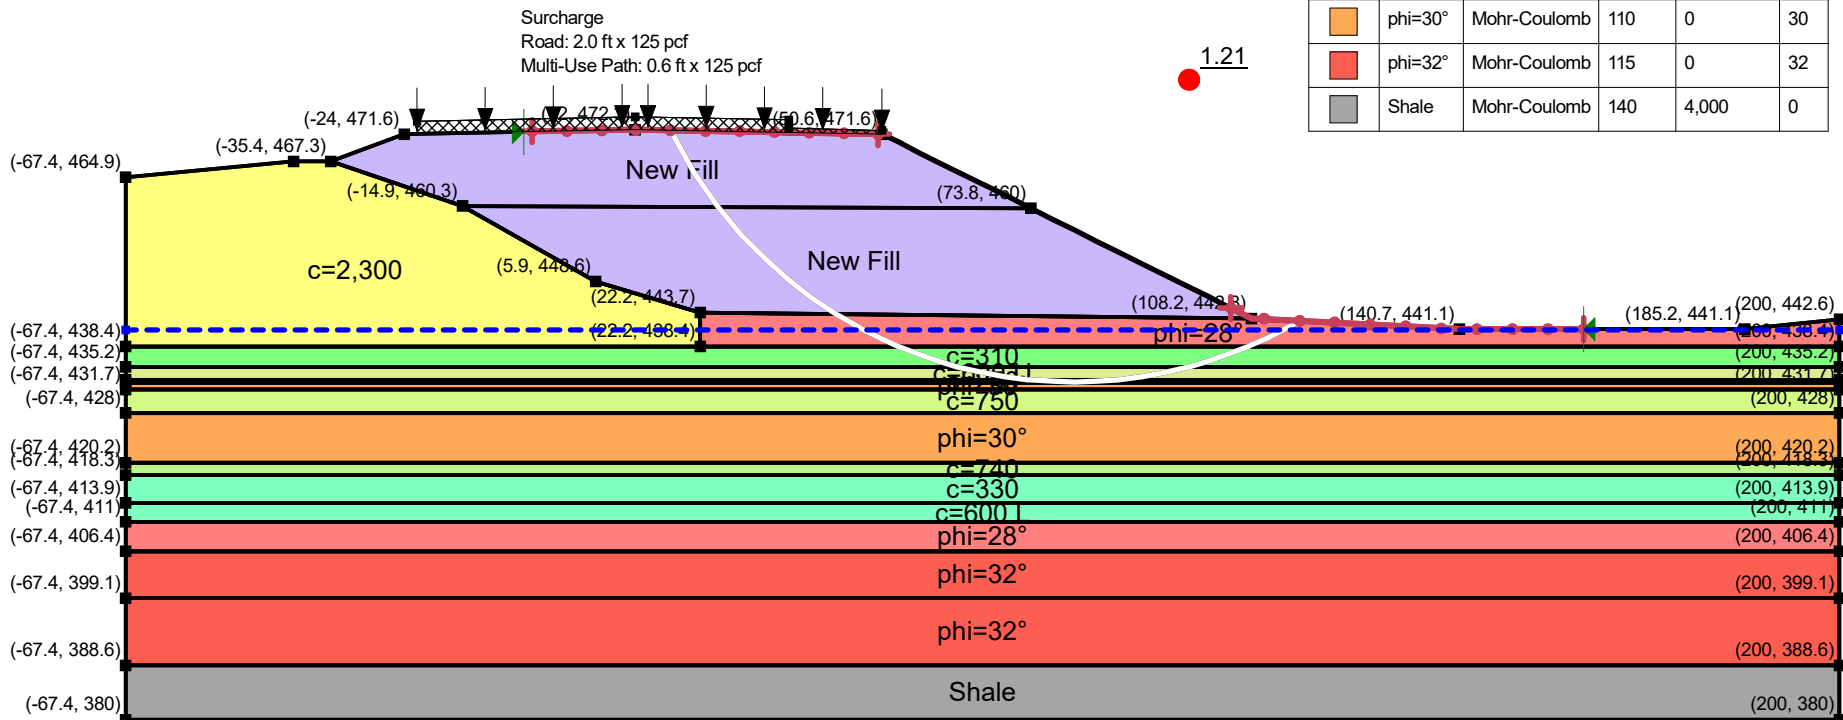 Surcharge
Road: 2.0 ft x 125 pcf
Multi-Use Path: 0.6 ft x 125 pcf
1.21
phi=30° Mohr-Coulomb 110 0 30
phi=32° Mohr-Coulomb 115 0 32
Shale Mohr-Coulomb 140 4,000 0
(-24, 471.6)
472
(50.6, 471.6)
(-35.4, 467.3)
(-67.4, 464.9)
New Fill
(-14.9, 460.3)
(73.8, 460)
New Fill
c=2,300
(5.9, 448.6)
(22.2, 443.7)
(108.2, 442.3)
(140.7, 441.1)
(185.2, 441.1)
(200, 442.6)
(-67.4, 438.4)
(22.2, 438.4)
phi=28°
(200, 438.4)
(-67.4, 435.2)
c=310
(200, 435.2)
(-67.4, 431.7)
(200, 431.7)
(-67.4, 428)
c=750
(200, 428)
phi=30°
(-67.4, 420.2)
(200, 420.2)
(-67.4, 418.3)
c=740
(200, 418.3)
(-67.4, 413.9)
c=330
(200, 413.9)
(-67.4, 411)
c=600 L
(200, 411)
(-67.4, 406.4)
phi=28°
(200, 406.4)
phi=32°
(-67.4, 399.1)
(200, 399.1)
phi=32°
(-67.4, 388.6)
(200, 388.6)
Shale
(-67.4, 380)
(200, 380)